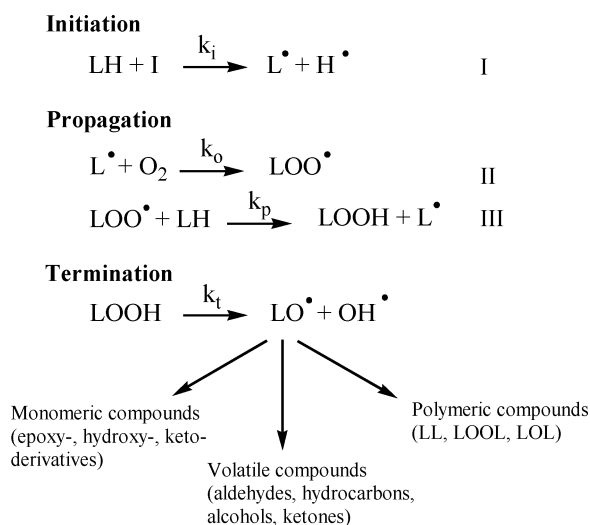 Initiation
LH + I kᵢ L• + H• I
Propagation
L• + O₂ kₒ LOO• II
LOO• + LH kₚ LOOH + L• III
Termination
LOOH kₜ LO• + OH•
Monomeric compounds
(epoxy-, hydroxy-, keto-
derivatives)
Volatile compounds
(aldehydes, hydrocarbons,
alcohols, ketones)
Polymeric compounds
(LL, LOOL, LOL)